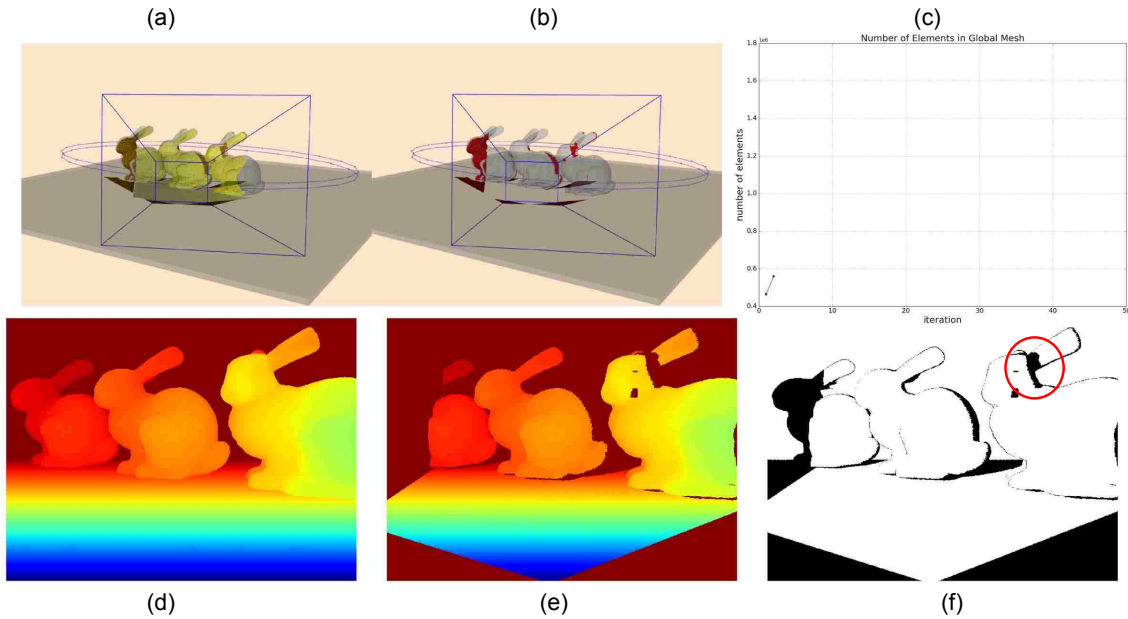 (a)
(b)
(c)
Number of Elements in Global Mesh
1e6
1.8
1.6
1.4
1.2
1.0
0.8
0.6
0.4
number of elements
0
10
20
30
40
50
iteration
(d)
(e)
(f)